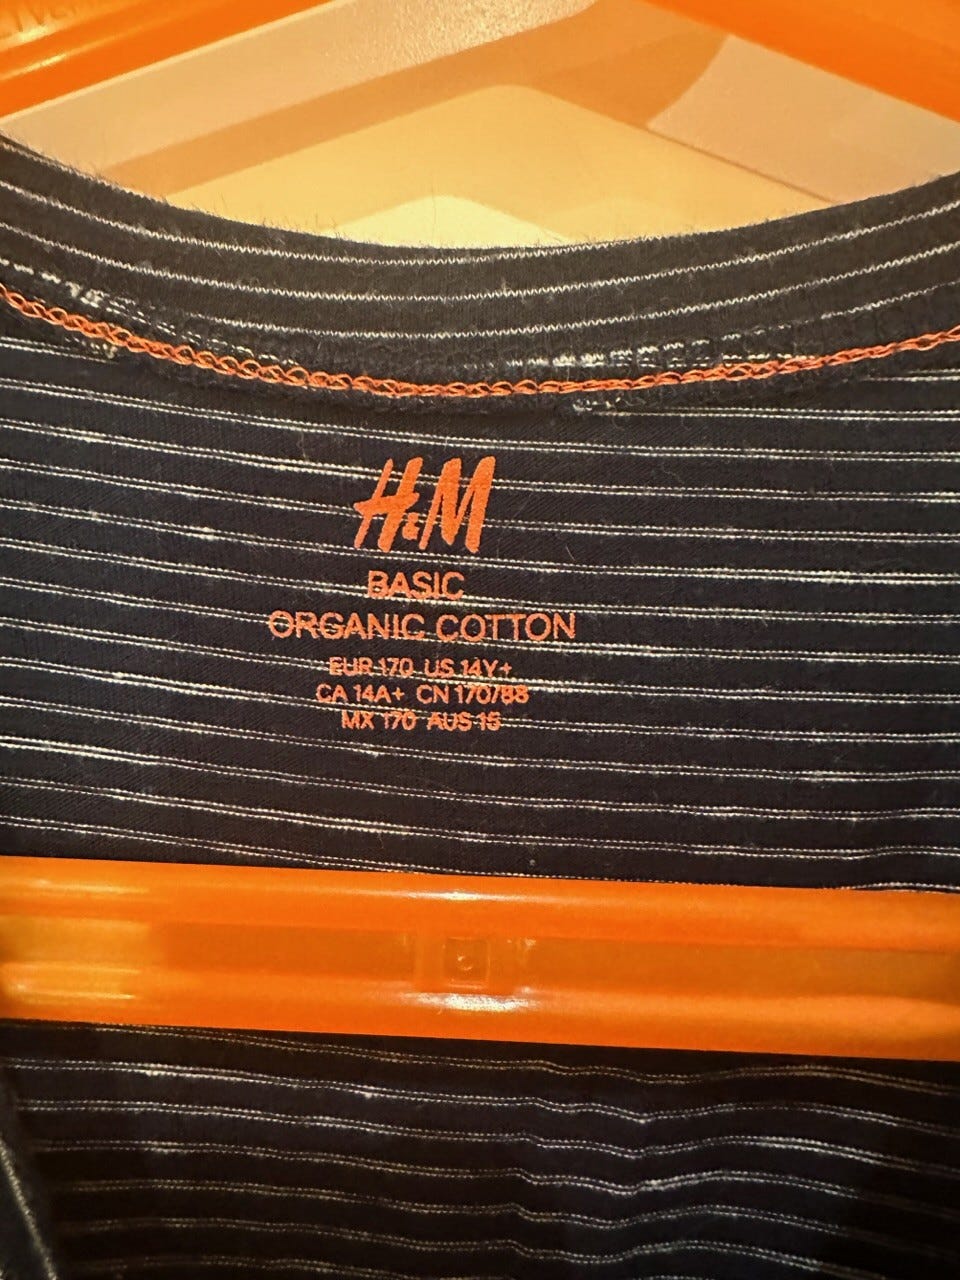 H&M
BASIC
ORGANIC COTTON
EUR 170 US 14Y+
CA 14A+ CN 170/88
MX 170 AUS 15